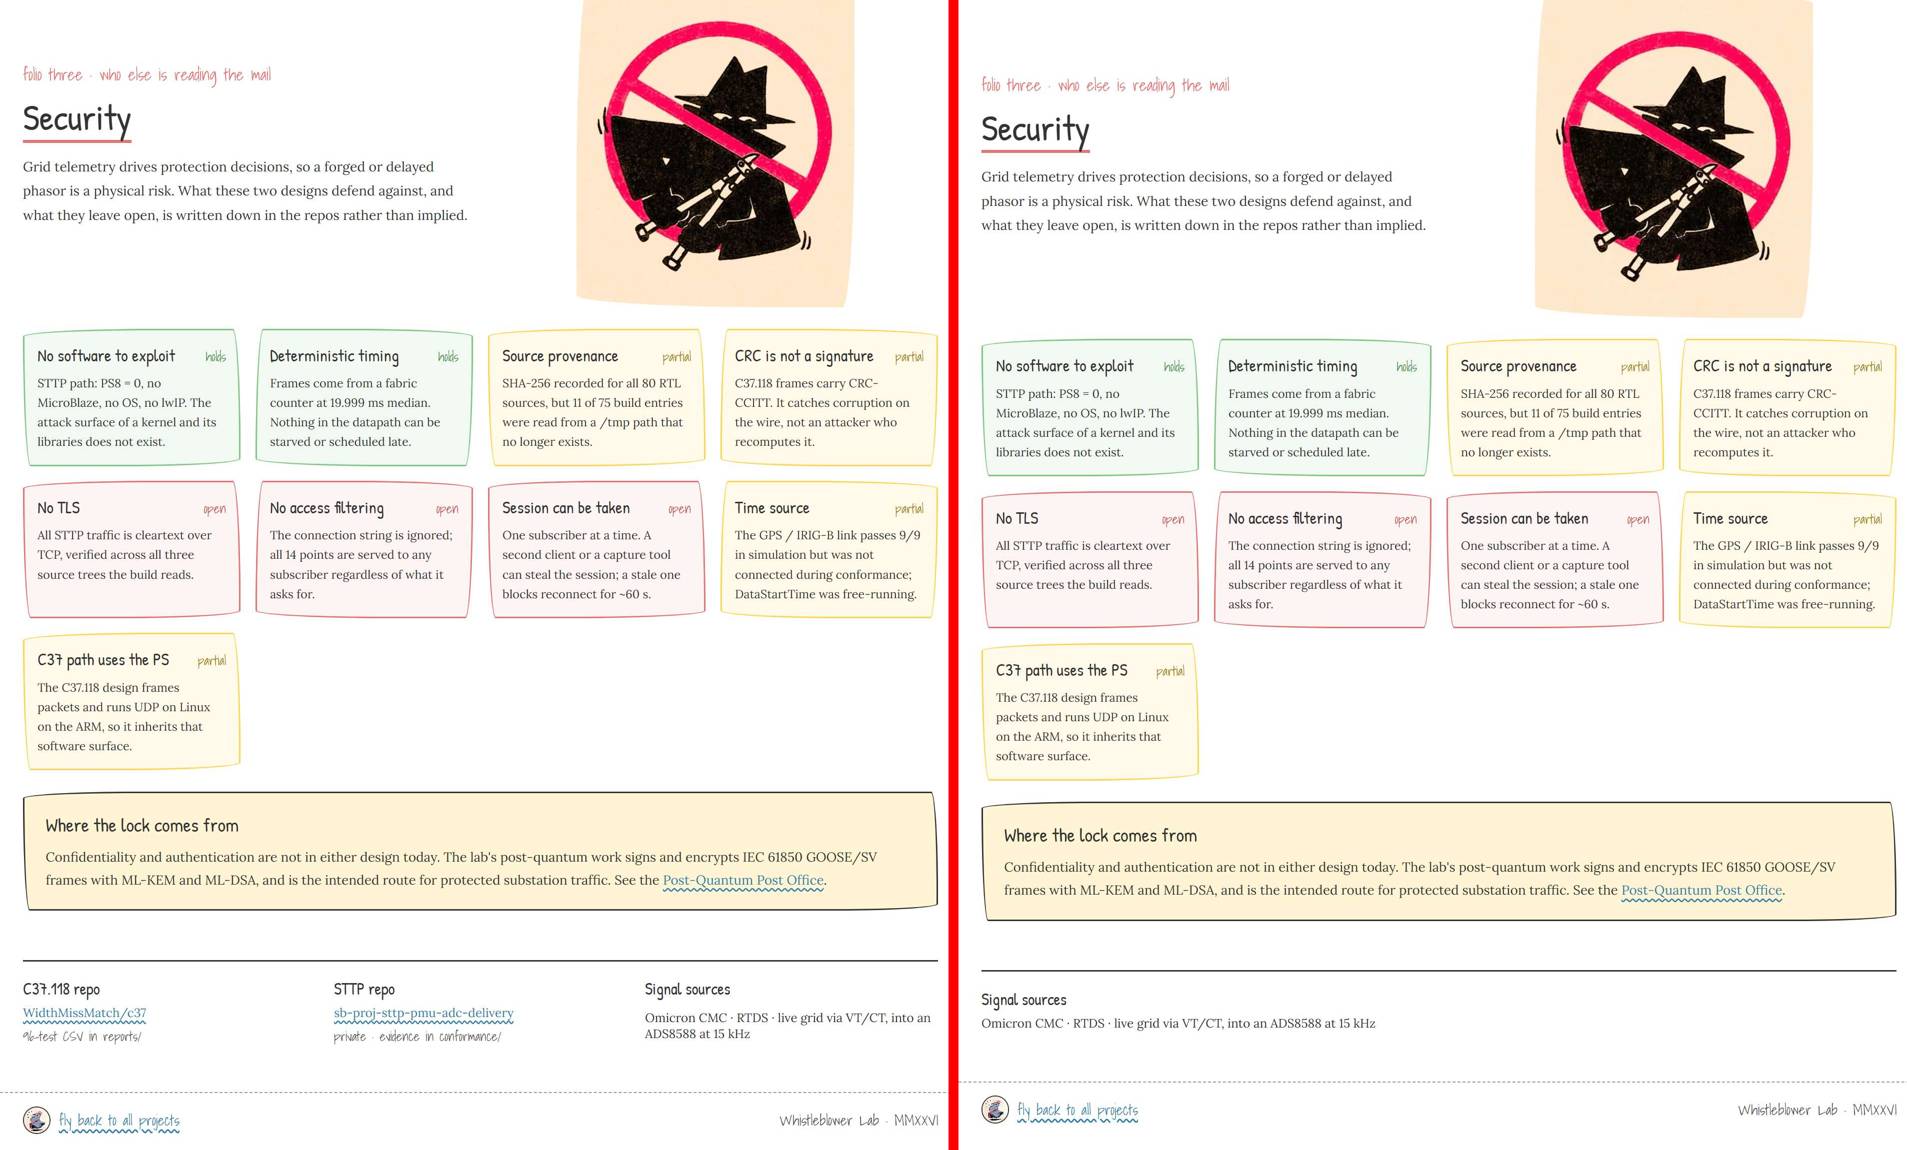 folio three · who else is reading the mail
Security
Grid telemetry drives protection decisions, so a forged or delayed
phasor is a physical risk. What these two designs defend against, and
what they leave open, is written down in the repos rather than implied.
No software to exploit holds
STTP path: PS8 = 0, no
MicroBlaze, no OS, no lwIP. The
attack surface of a kernel and its
libraries does not exist.
Deterministic timing holds
Frames come from a fabric
counter at 19.999 ms median.
Nothing in the datapath can be
starved or scheduled late.
Source provenance partial
SHA-256 recorded for all 80 RTL
sources, but 11 of 75 build entries
were read from a /tmp path that
no longer exists.
CRC is not a signature partial
C37.118 frames carry CRC-
CCITT. It catches corruption on
the wire, not an attacker who
recomputes it.
No TLS open
All STTP traffic is cleartext over
TCP, verified across all three
source trees the build reads.
No access filtering open
The connection string is ignored;
all 14 points are served to any
subscriber regardless of what it
asks for.
Session can be taken open
One subscriber at a time. A
second client or a capture tool
can steal the session; a stale one
blocks reconnect for ~60 s.
Time source partial
The GPS / IRIG-B link passes 9/9
in simulation but was not
connected during conformance;
DataStartTime was free-running.
C37 path uses the PS partial
The C37.118 design frames
packets and runs UDP on Linux
on the ARM, so it inherits that
software surface.
Where the lock comes from
Confidentiality and authentication are not in either design today. The lab's post-quantum work signs and encrypts IEC 61850 GOOSE/SV
frames with ML-KEM and ML-DSA, and is the intended route for protected substation traffic. See the Post-Quantum Post Office.
C37.118 repo
WidthMissMatch/c37
96-test CSV in reports/
STTP repo
sb-proj-sttp-pmu-adc-delivery
private · evidence in conformance/
Signal sources
Omicron CMC · RTDS · live grid via VT/CT, into an
ADS8588 at 15 kHz
fly back to all projects
Whistleblower Lab · MMXXVI
folio three · who else is reading the mail
Security
Grid telemetry drives protection decisions, so a forged or delayed
phasor is a physical risk. What these two designs defend against, and
what they leave open, is written down in the repos rather than implied.
No software to exploit holds
STTP path: PS8 = 0, no
MicroBlaze, no OS, no lwIP. The
attack surface of a kernel and its
libraries does not exist.
Deterministic timing holds
Frames come from a fabric
counter at 19.999 ms median.
Nothing in the datapath can be
starved or scheduled late.
Source provenance partial
SHA-256 recorded for all 80 RTL
sources, but 11 of 75 build entries
were read from a /tmp path that
no longer exists.
CRC is not a signature partial
C37.118 frames carry CRC-
CCITT. It catches corruption on
the wire, not an attacker who
recomputes it.
No TLS open
All STTP traffic is cleartext over
TCP, verified across all three
source trees the build reads.
No access filtering open
The connection string is ignored;
all 14 points are served to any
subscriber regardless of what it
asks for.
Session can be taken open
One subscriber at a time. A
second client or a capture tool
can steal the session; a stale one
blocks reconnect for ~60 s.
Time source partial
The GPS / IRIG-B link passes 9/9
in simulation but was not
connected during conformance;
DataStartTime was free-running.
C37 path uses the PS partial
The C37.118 design frames
packets and runs UDP on Linux
on the ARM, so it inherits that
software surface.
Where the lock comes from
Confidentiality and authentication are not in either design today. The lab's post-quantum work signs and encrypts IEC 61850 GOOSE/SV
frames with ML-KEM and ML-DSA, and is the intended route for protected substation traffic. See the Post-Quantum Post Office.
Signal sources
Omicron CMC · RTDS · live grid via VT/CT, into an ADS8588 at 15 kHz
fly back to all projects
Whistleblower Lab · MMXXVI